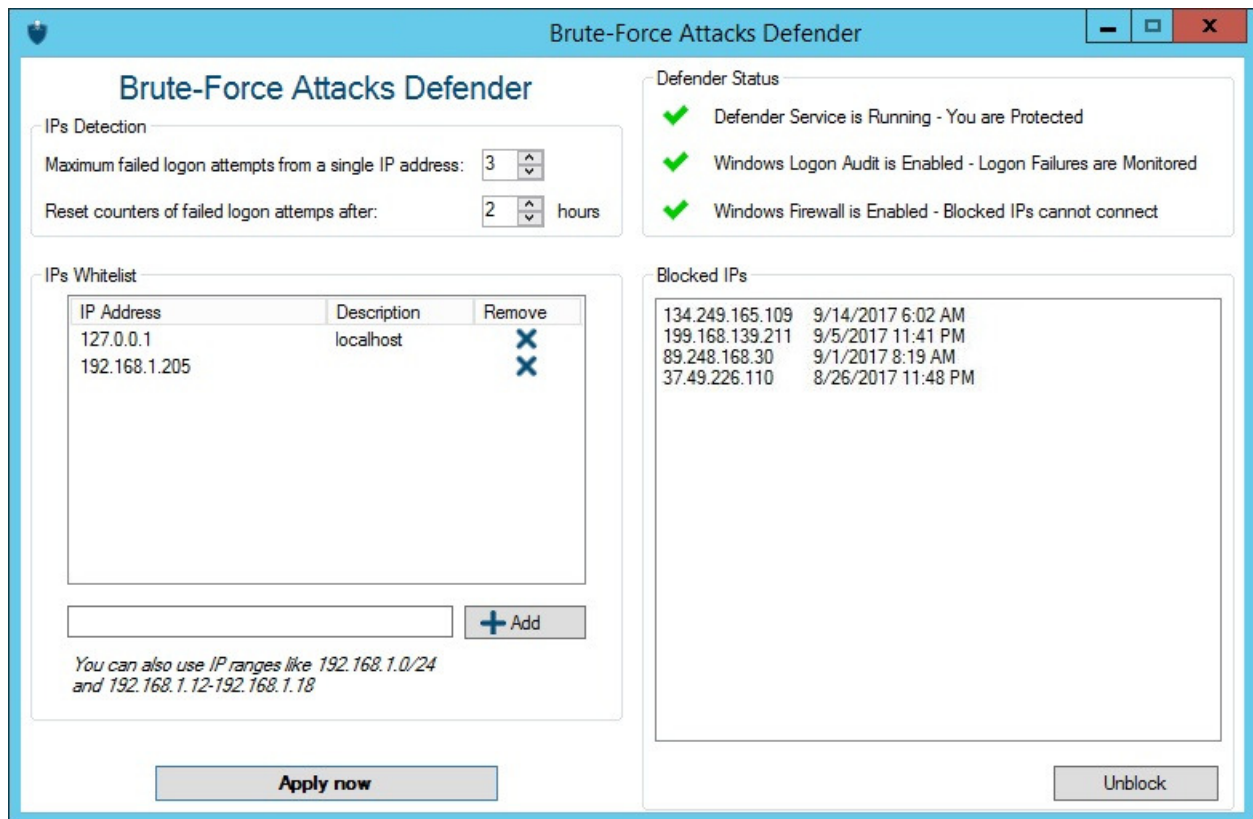 Brute-Force Attacks Defender
X
Brute-Force Attacks Defender
IPs Detection
Maximum failed logon attempts from a single IP address: 3
Reset counters of failed logon attemps after: 2 hours
IPs Whitelist
IP Address Description Remove
127.0.0.1 localhost
192.168.1.205
Add
You can also use IP ranges like 192.168.1.0/24
and 192.168.1.12-192.168.1.18
Apply now
Defender Status
Defender Service is Running - You are Protected
Windows Logon Audit is Enabled - Logon Failures are Monitored
Windows Firewall is Enabled - Blocked IPs cannot connect
Blocked IPs
134.249.165.109 9/14/2017 6:02 AM
199.168.139.211 9/5/2017 11:41 PM
89.248.168.30 9/1/2017 8:19 AM
37.49.226.110 8/26/2017 11:48 PM
Unblock